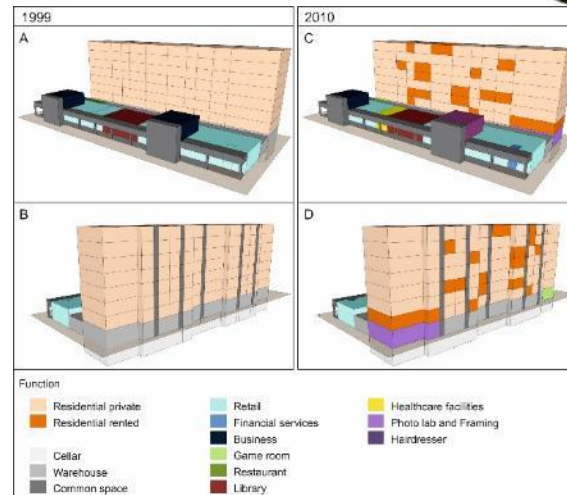 1999
2010
A
C
B
D
Function
Residential private
Residential rented
Cellar
Warehouse
Common space
Retail
Financial services
Business
Game room
Restaurant
Library
Healthcare facilities
Photo lab and Framing
Hairdresser